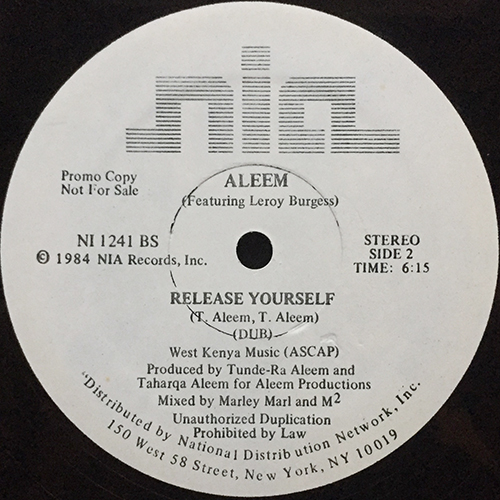 nia
Promo Copy
Not For Sale
ALEEM
(Featuring Leroy Burgess)
NI 1241 BS
℗ 1984 NIA Records, Inc.
STEREO
SIDE 2
TIME: 6:15
RELEASE YOURSELF
(T. Aleem, T. Aleem)
(DUB)
West Kenya Music (ASCAP)
Produced by Tunde-Ra Aleem and
Taharqa Aleem for Aleem Productions
Mixed by Marley Marl and M²
Unauthorized Duplication
Prohibited by Law
"Distributed by National Distribution Network, Inc.
150 West 58 Street, New York, NY 10019